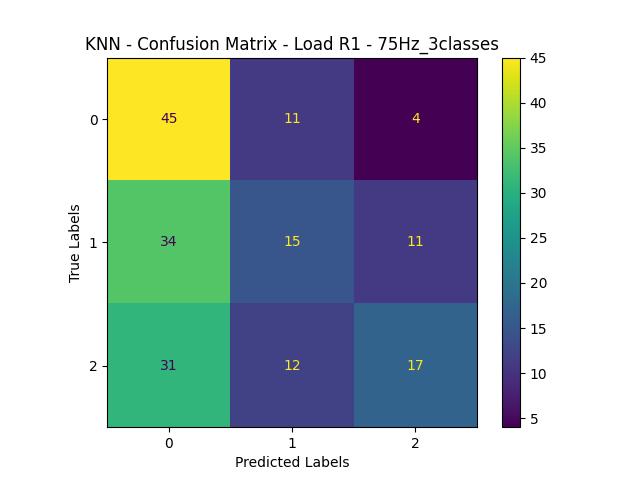 KNN - Confusion Matrix - Load R1 - 75Hz_3classes
45
0 45 11 4
40
35
30
True Labels
1 34 15 11
25
20
15
2 31 12 17
10
5
0 1 2
Predicted Labels